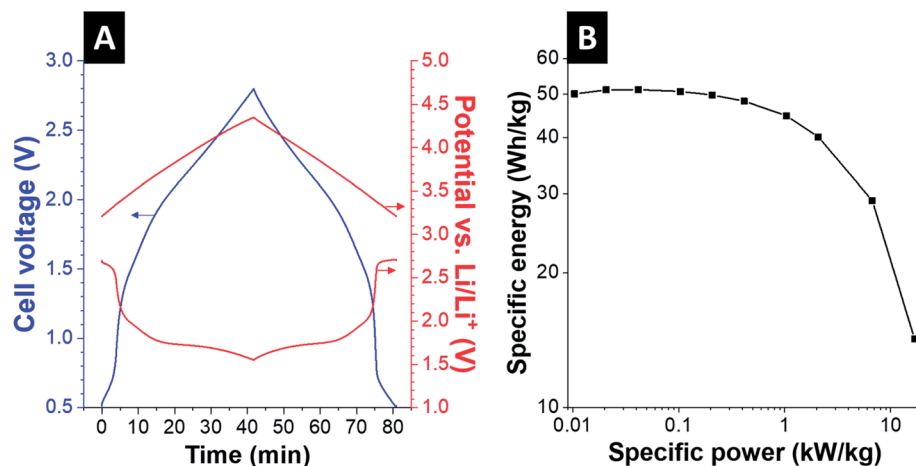 A
3.0
2.5
2.0
1.5
1.0
0.5
Cell voltage (V)
0 10 20 30 40 50 60 70 80
Time (min)
5.0
4.5
4.0
3.5
3.0
2.5
2.0
1.5
1.0
Potential vs. Li/Li⁺ (V)
B
60
50
40
30
20
10
Specific energy (Wh/kg)
0.01 0.1 1 10
Specific power (kW/kg)